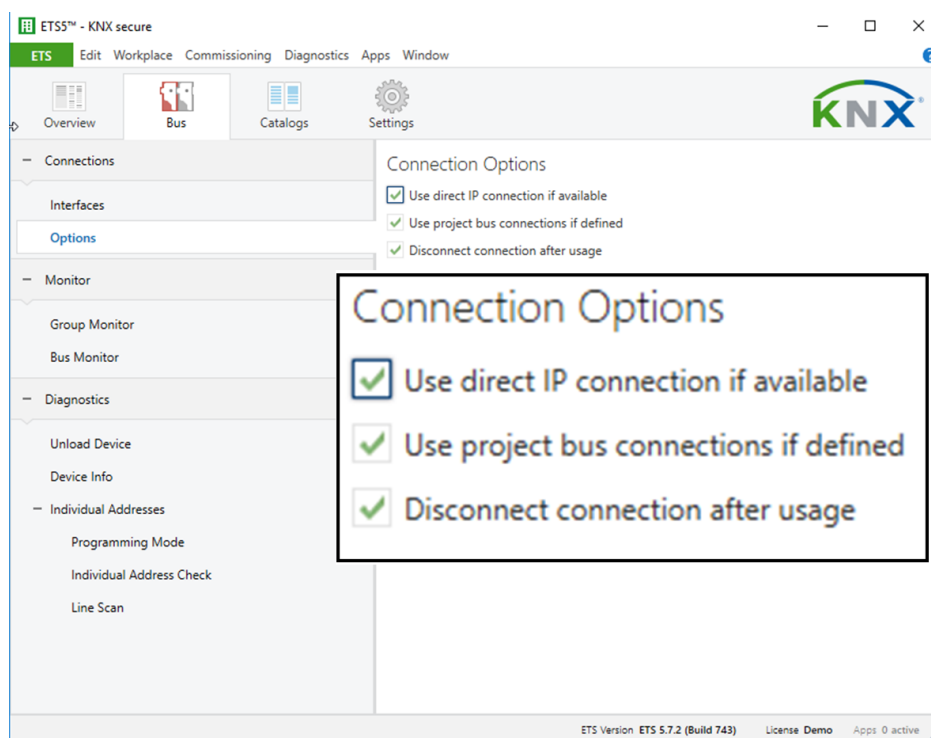 ETS5™ - KNX secure
ETS Edit Workplace Commissioning Diagnostics Apps Window
Overview Bus Catalogs Settings
KNX
Connections
Interfaces
Options
Monitor
Group Monitor
Bus Monitor
Diagnostics
Unload Device
Device Info
Individual Addresses
Programming Mode
Individual Address Check
Line Scan
Connection Options
Use direct IP connection if available
Use project bus connections if defined
Disconnect connection after usage
Connection Options
Use direct IP connection if available
Use project bus connections if defined
Disconnect connection after usage
ETS Version ETS 5.7.2 (Build 743) License Demo Apps 0 active